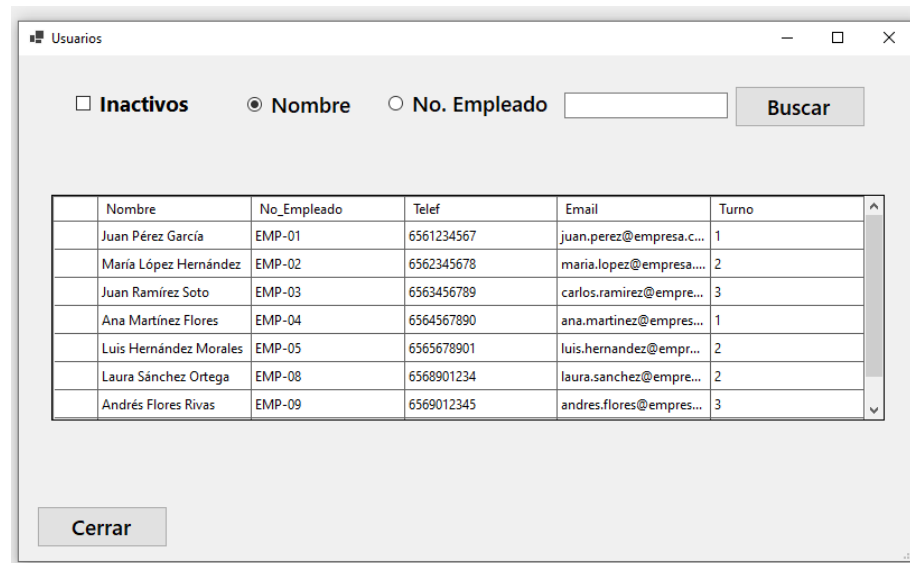 Usuarios
Inactivos Nombre No. Empleado Buscar
Nombre No_Empleado Telef Email Turno
Juan Pérez García EMP-01 6561234567 juan.perez@empresa.c... 1
María López Hernández EMP-02 6562345678 maria.lopez@empresa.... 2
Juan Ramírez Soto EMP-03 6563456789 carlos.ramirez@empre... 3
Ana Martínez Flores EMP-04 6564567890 ana.martinez@empres... 1
Luis Hernández Morales EMP-05 6565678901 luis.hernandez@empr... 2
Laura Sánchez Ortega EMP-08 6568901234 laura.sanchez@empre... 2
Andrés Flores Rivas EMP-09 6569012345 andres.flores@empres... 3
Cerrar